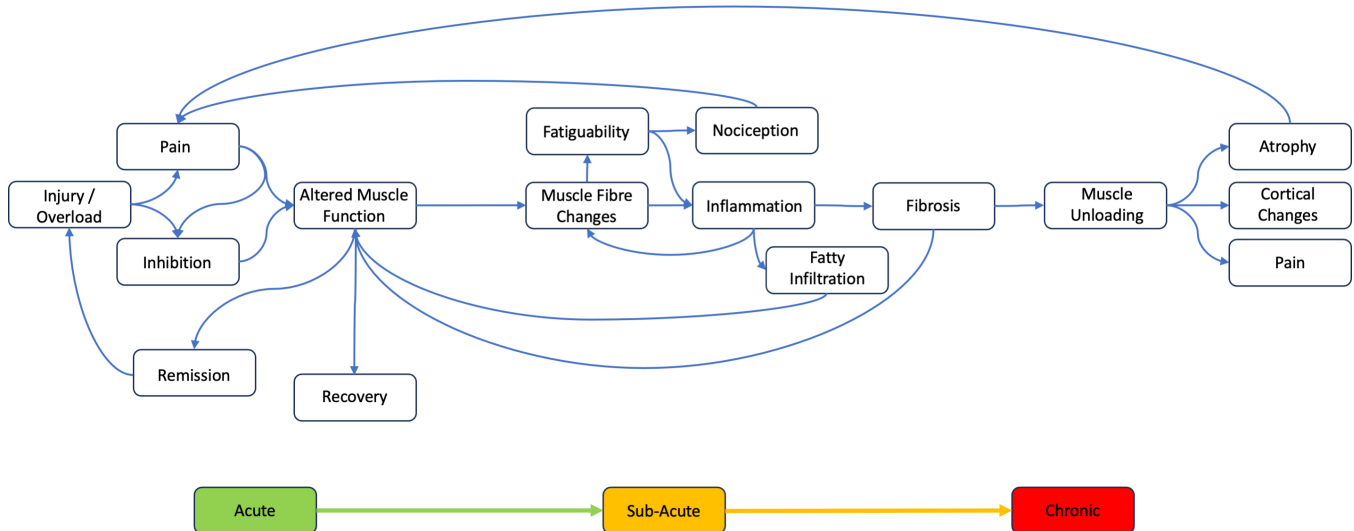 Pain
Injury /
Overload
Inhibition
Altered Muscle
Function
Remission
Recovery
Fatiguability
Nociception
Muscle Fibre
Changes
Inflammation
Fatty
Infiltration
Fibrosis
Muscle
Unloading
Atrophy
Cortical
Changes
Pain
Acute
Sub-Acute
Chronic